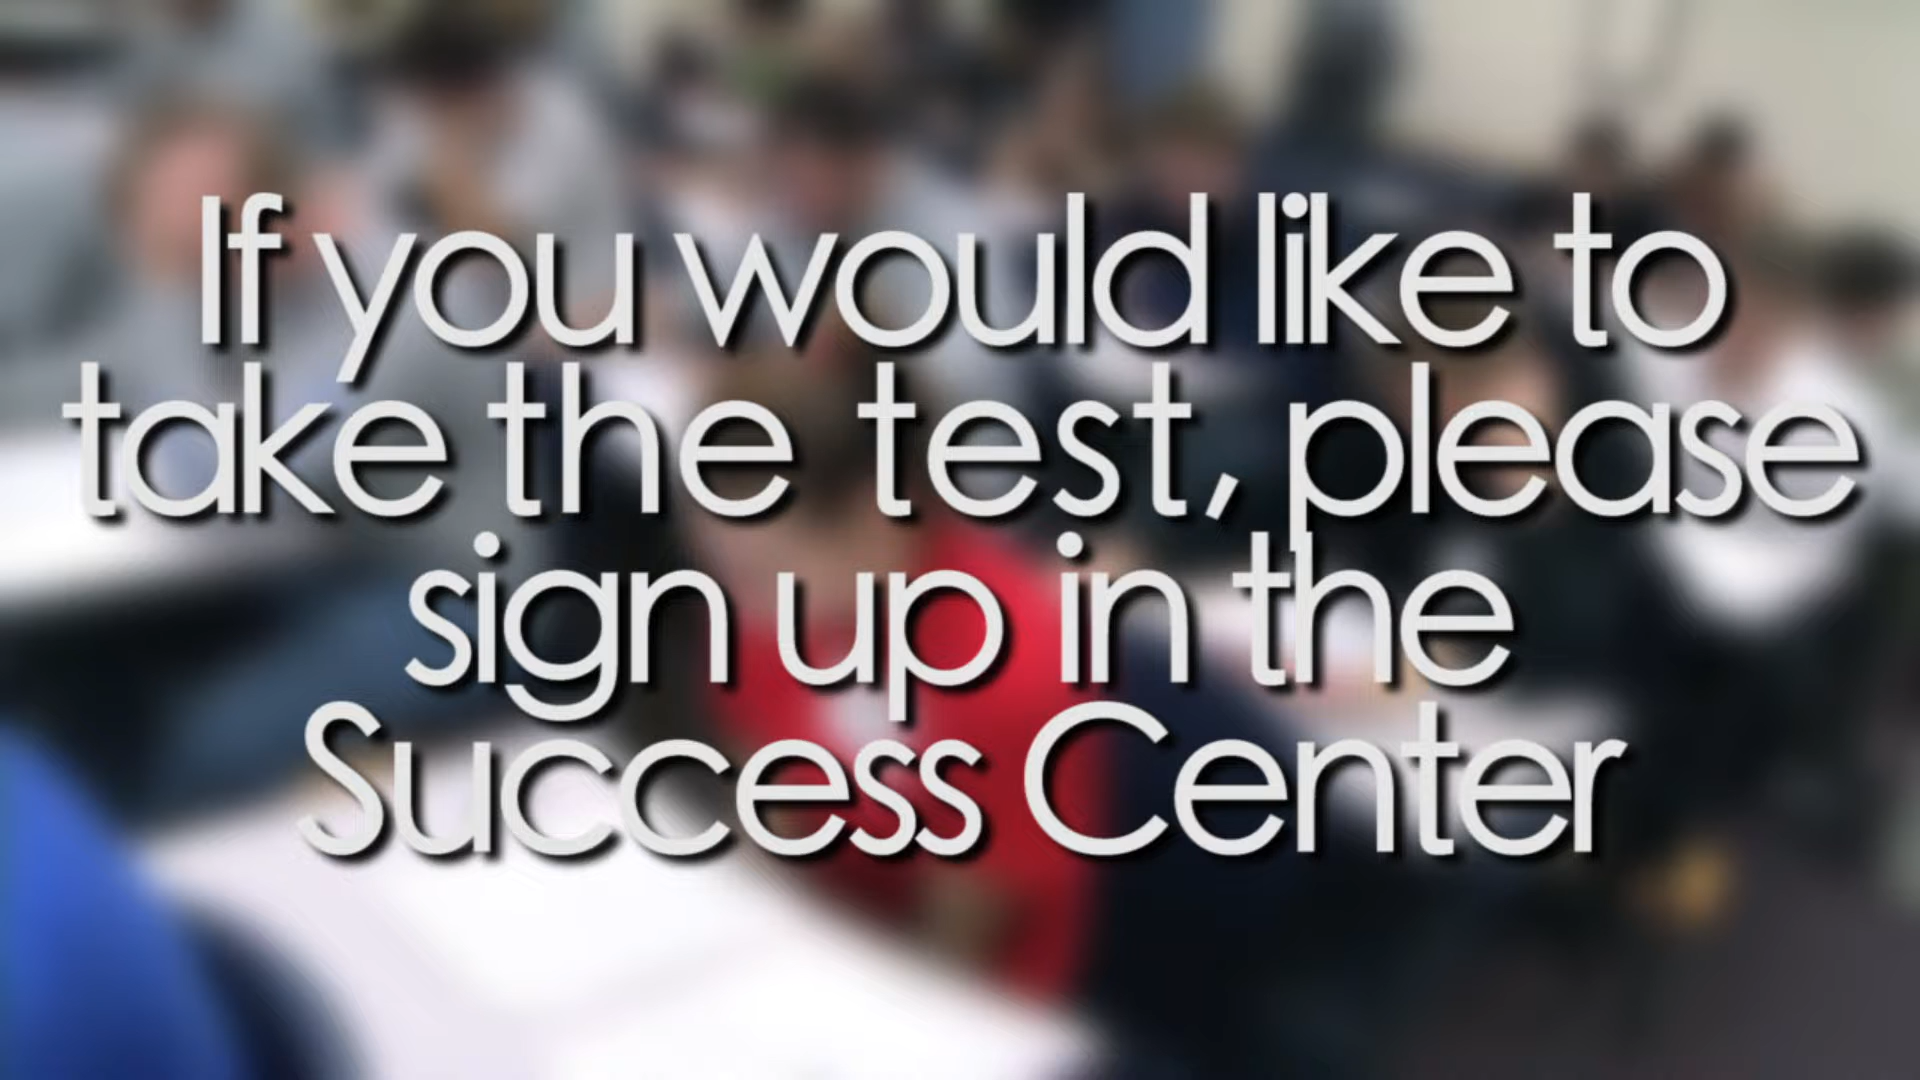 If you would like to
take the test, please
sign up in the
Success Center